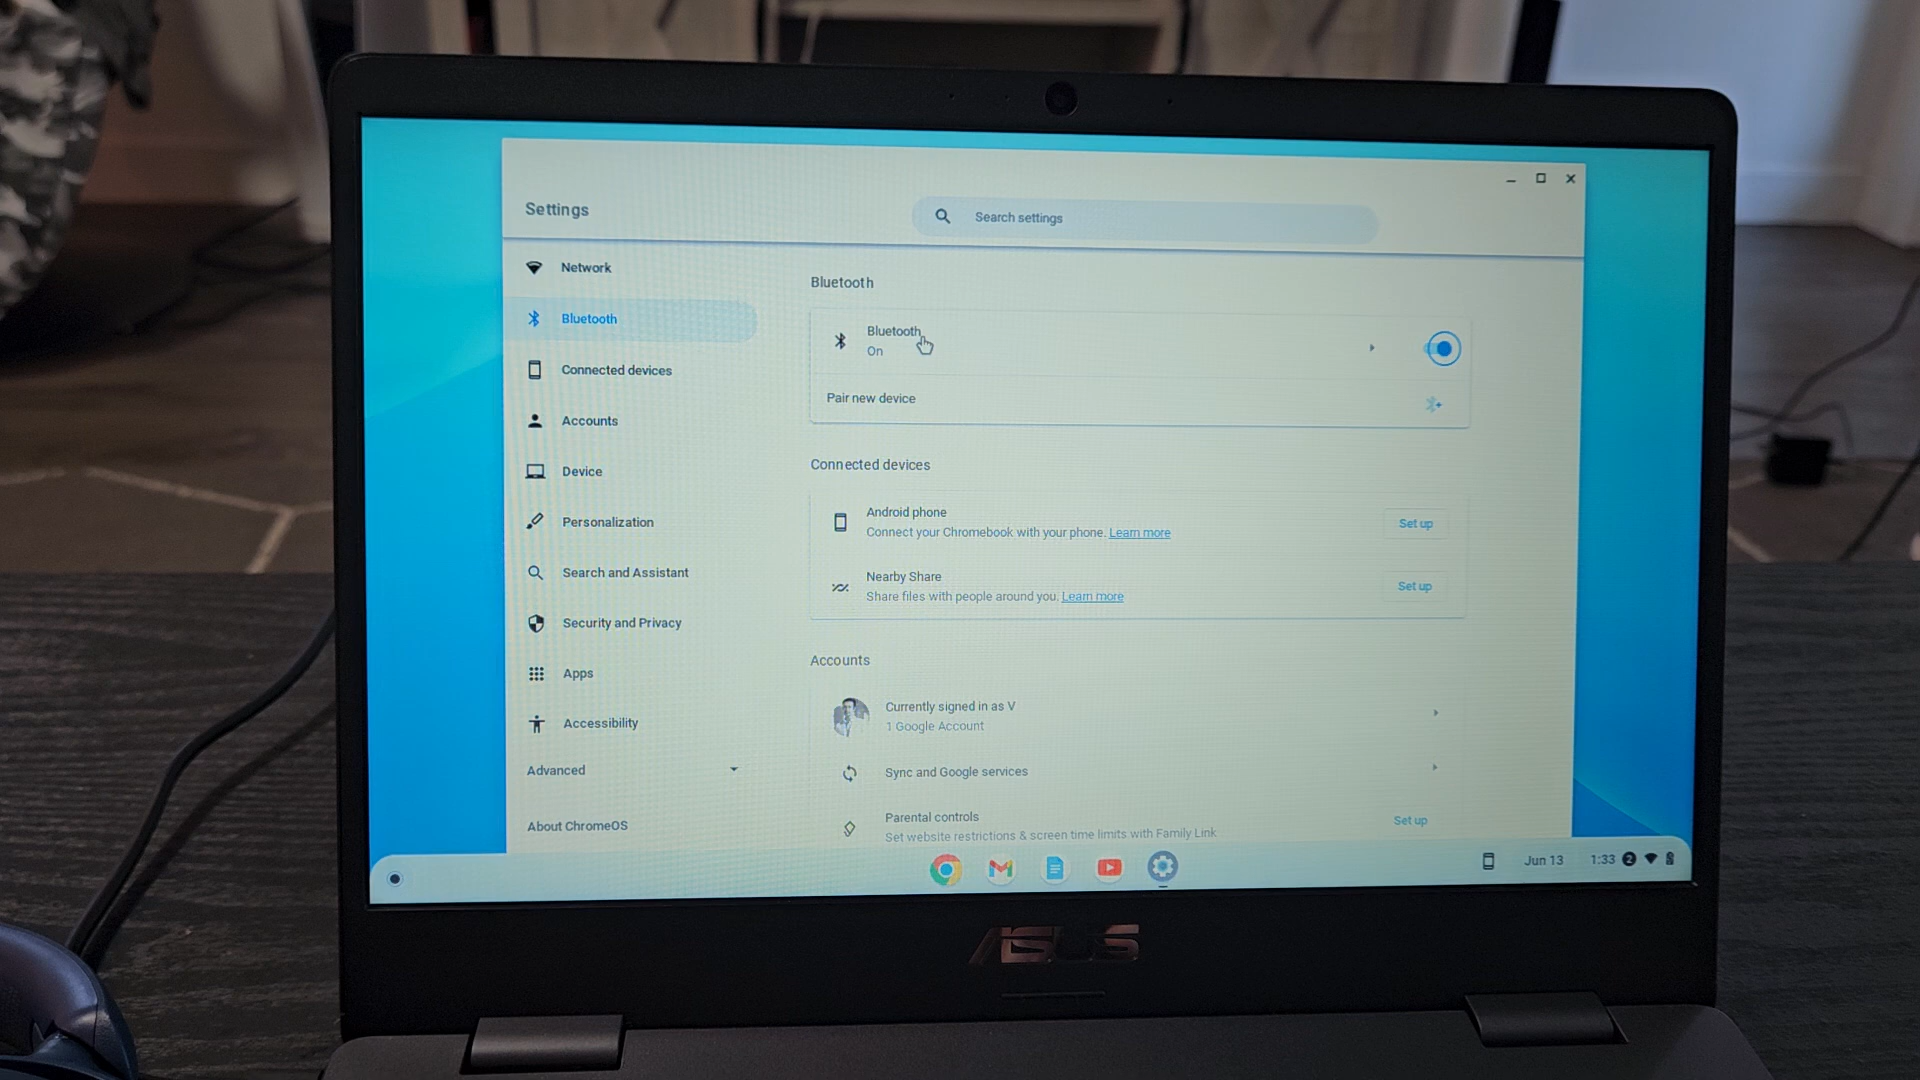 Settings
Search settings
Network
Bluetooth
Connected devices
Accounts
Device
Personalization
Search and Assistant
Security and Privacy
Apps
Accessibility
Advanced
About ChromeOS
Bluetooth
Bluetooth
On
Pair new device
Connected devices
Android phone
Connect your Chromebook with your phone. Learn more
Set up
Nearby Share
Share files with people around you. Learn more
Set up
Accounts
Currently signed in as V
1 Google Account
Sync and Google services
Parental controls
Set website restrictions & screen time limits with Family Link
Set up
Jun 13
1:33
2
ASUS